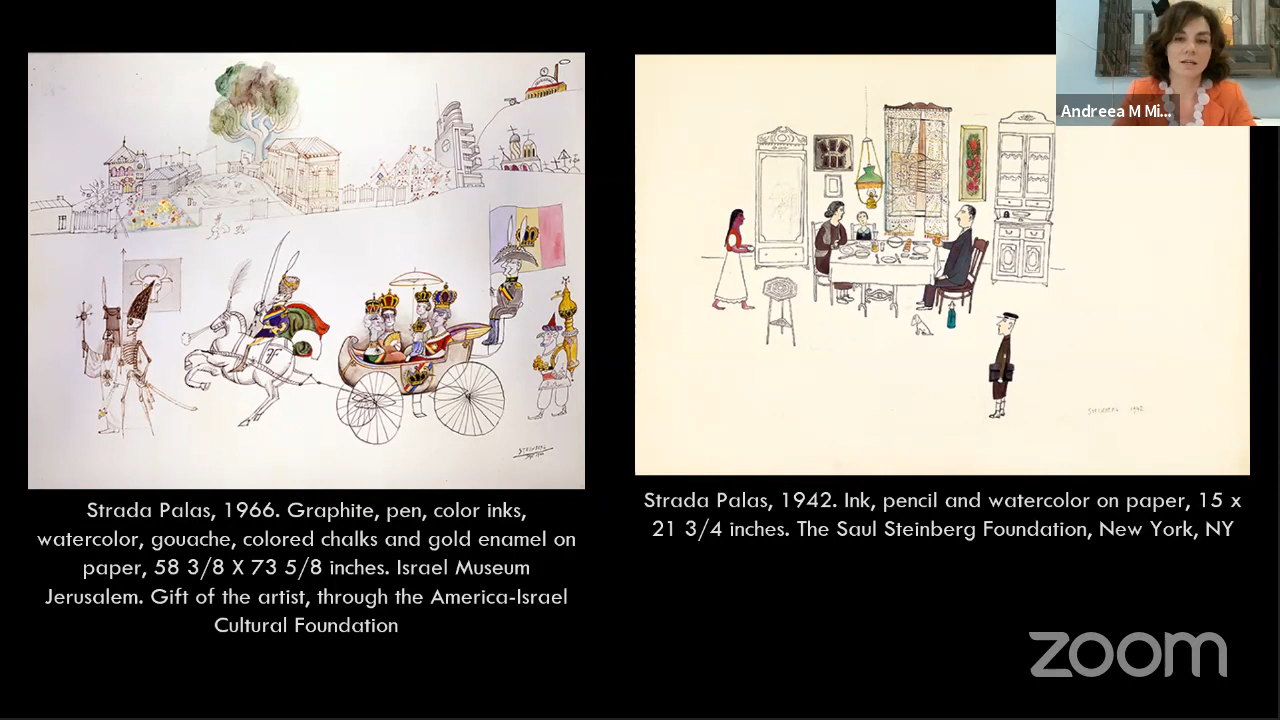 Andreea M Mi...
STEINBERG
STEINBERG 1942
Strada Palas, 1966. Graphite, pen, color inks,
watercolor, gouache, colored chalks and gold enamel on
paper, 58 3/8 X 73 5/8 inches. Israel Museum
Jerusalem. Gift of the artist, through the America-Israel
Cultural Foundation
Strada Palas, 1942. Ink, pencil and watercolor on paper, 15 x
21 3/4 inches. The Saul Steinberg Foundation, New York, NY
zoom